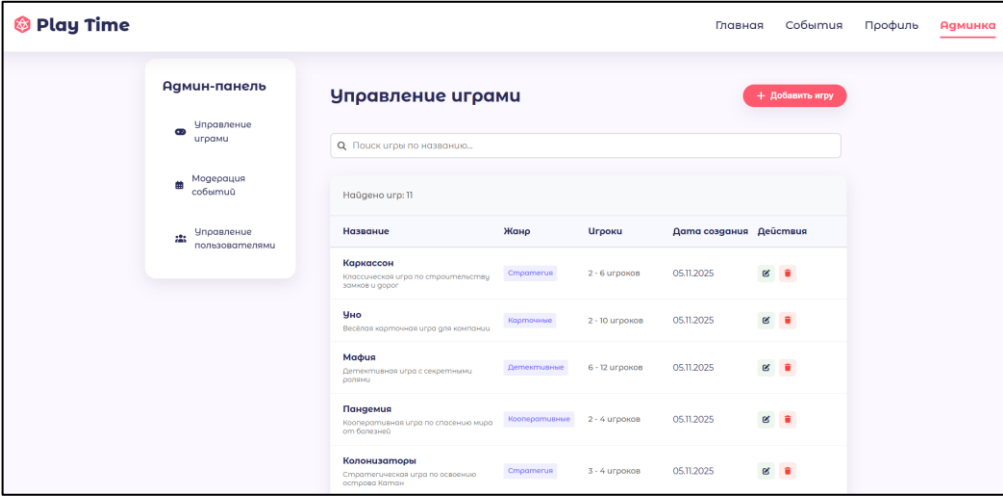 Play Time
Главная События Профиль Админка
Админ-панель
Управление
играми
Модерация
событий
Управление
пользователями
Управление играми
+ Добавить игру
Поиск игры по названию...
Найдено игр: 11
Название Жанр Игроки Дата создания Действия
Каркассон
Классическая игра по строительству
замков и дорог
Стратегия 2 - 6 игроков 05.11.2025
Уно
Весёлая карточная игра для компании
Карточные 2 - 10 игроков 05.11.2025
Мафия
Детективная игра с секретными
ролями
Детективные 6 - 12 игроков 05.11.2025
Пандемия
Кооперативная игра по спасению мира
от болезней
Кооперативные 2 - 4 игроков 05.11.2025
Колонизаторы
Стратегическая игра по освоению
острова Катан
Стратегия 3 - 4 игроков 05.11.2025